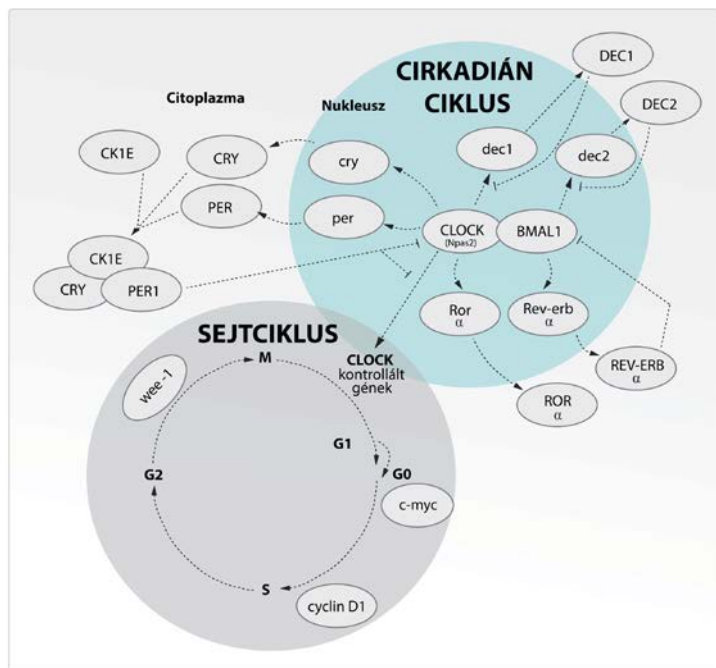 CIRKADIÁN
CIKLUS
Citoplazma
Nukleusz
DEC1
DEC2
dec1
dec2
CK1E
CRY
cry
PER
per
CLOCK
(Npas2)
BMAL1
CK1E
CRY
PER1
Ror
α
Rev-erb
α
REV-ERB
α
ROR
α
SEJTCIKLUS
CLOCK
kontrollált
gének
M
wee -1
G1
G0
G2
c-myc
S
cyclin D1